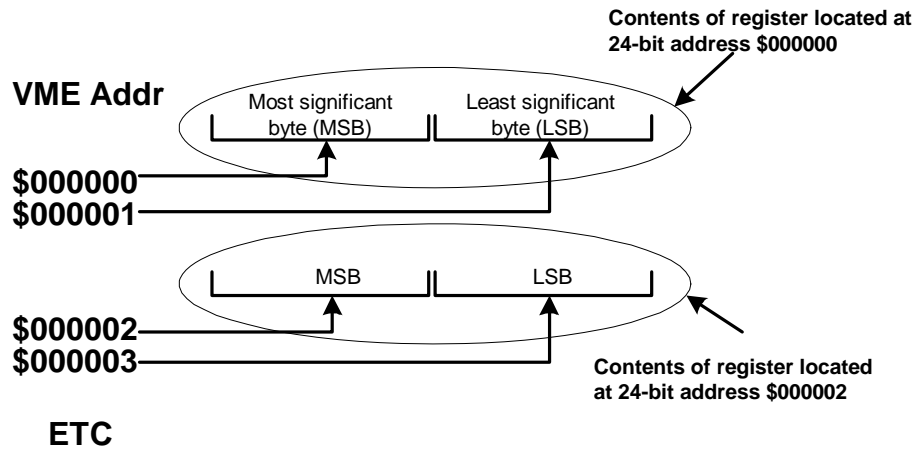 Contents of register located at
24-bit address $000000
VME Addr
Most significant
byte (MSB)
Least significant
byte (LSB)
$000000
$000001
MSB
LSB
$000002
$000003
Contents of register located
at 24-bit address $000002
ETC